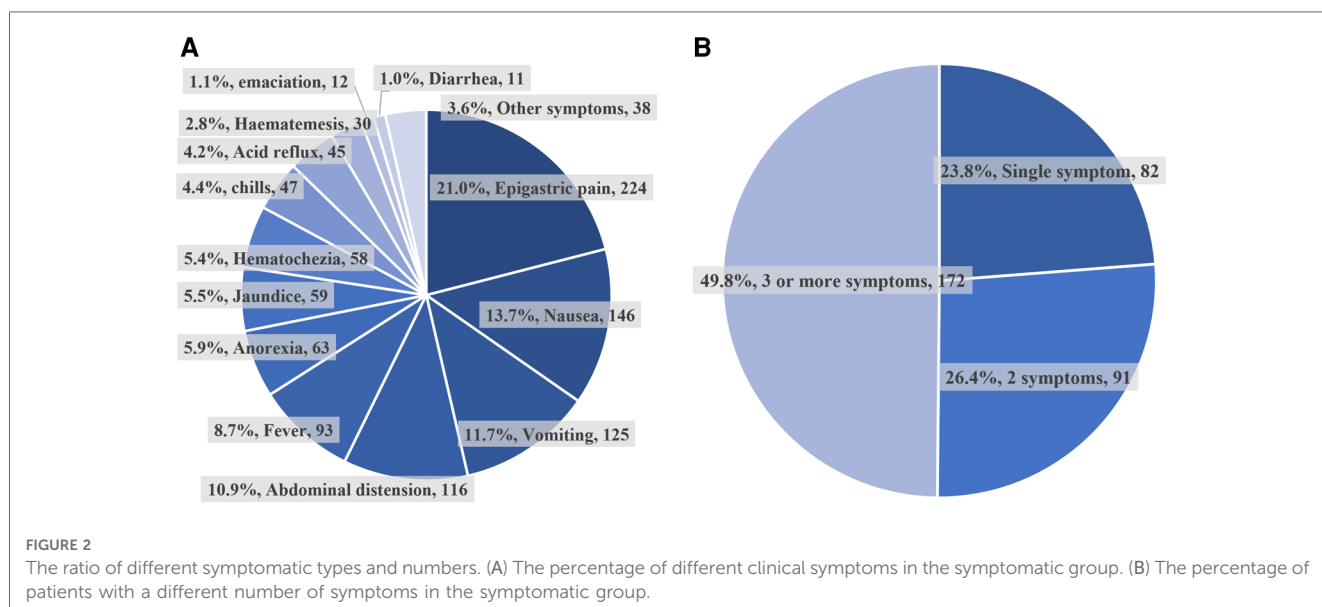 A
B
1.1%, emaciation, 12
1.0%, Diarrhea, 11
3.6%, Other symptoms, 38
2.8%, Haematemesis, 30
4.2%, Acid reflux, 45
4.4%, chills, 47
21.0%, Epigastric pain, 224
5.4%, Hematochezia, 58
5.5%, Jaundice, 59
13.7%, Nausea, 146
5.9%, Anorexia, 63
8.7%, Fever, 93
11.7%, Vomiting, 125
10.9%, Abdominal distension, 116
23.8%, Single symptom, 82
49.8%, 3 or more symptoms, 172
26.4%, 2 symptoms, 91
FIGURE 2
The ratio of different symptomatic types and numbers. (A) The percentage of different clinical symptoms in the symptomatic group. (B) The percentage of
patients with a different number of symptoms in the symptomatic group.